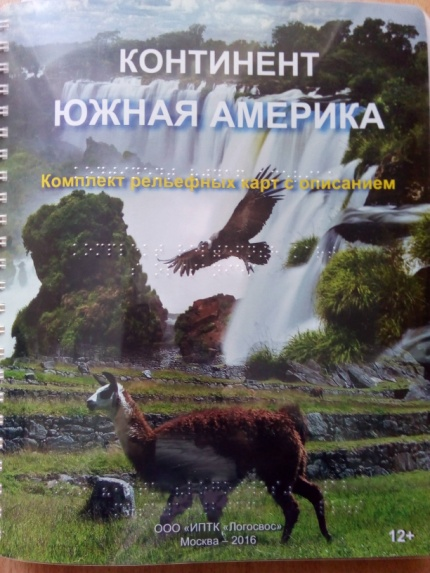 КОНТИНЕНТ
ЮЖНАЯ АМЕРИКА
Комплект рельефных карт с описанием
ООО «ИПТК «Логосвос»
Москва – 2016
12+